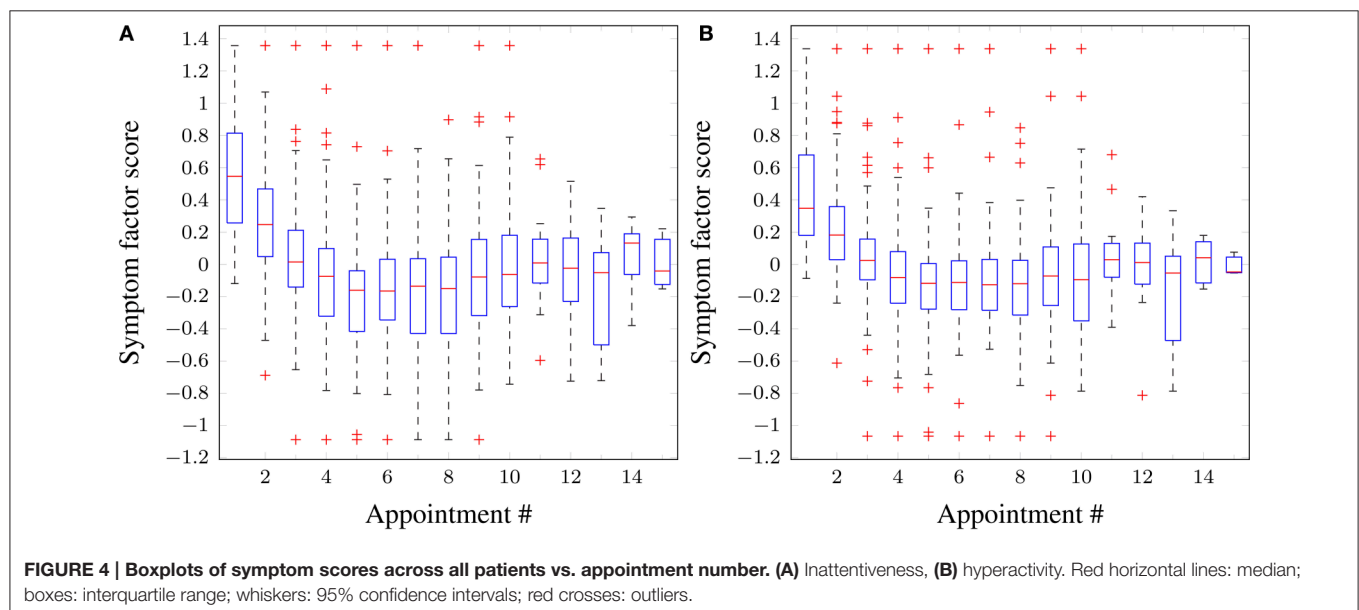 A
1.4
1.2
1
0.8
0.6
0.4
0.2
0
−0.2
−0.4
−0.6
−0.8
−1
−1.2
2 4 6 8 10 12 14
Symptom factor score
Appointment #
B
1.4
1.2
1
0.8
0.6
0.4
0.2
0
−0.2
−0.4
−0.6
−0.8
−1
−1.2
2 4 6 8 10 12 14
Symptom factor score
Appointment #
FIGURE 4 | Boxplots of symptom scores across all patients vs. appointment number. (A) Inattentiveness, (B) hyperactivity. Red horizontal lines: median;
boxes: interquartile range; whiskers: 95% confidence intervals; red crosses: outliers.